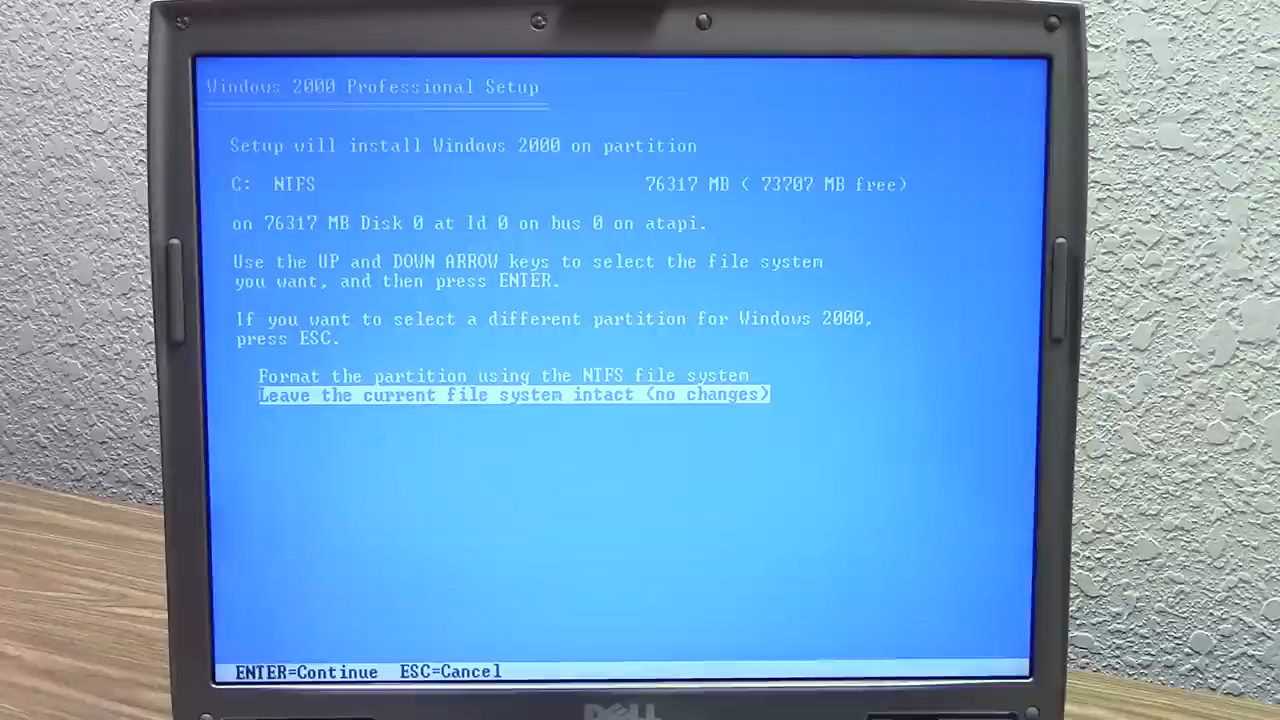 Windows 2000 Professional Setup
Setup will install Windows 2000 on partition
C: NTFS 76317 MB ( 73707 MB free)
on 76317 MB Disk 0 at Id 0 on bus 0 on atapi.
Use the UP and DOWN ARROW keys to select the file system
you want, and then press ENTER.
If you want to select a different partition for Windows 2000,
press ESC.
Format the partition using the NTFS file system
Leave the current file system intact (no changes)
ENTER=Continue ESC=Cancel
DELL